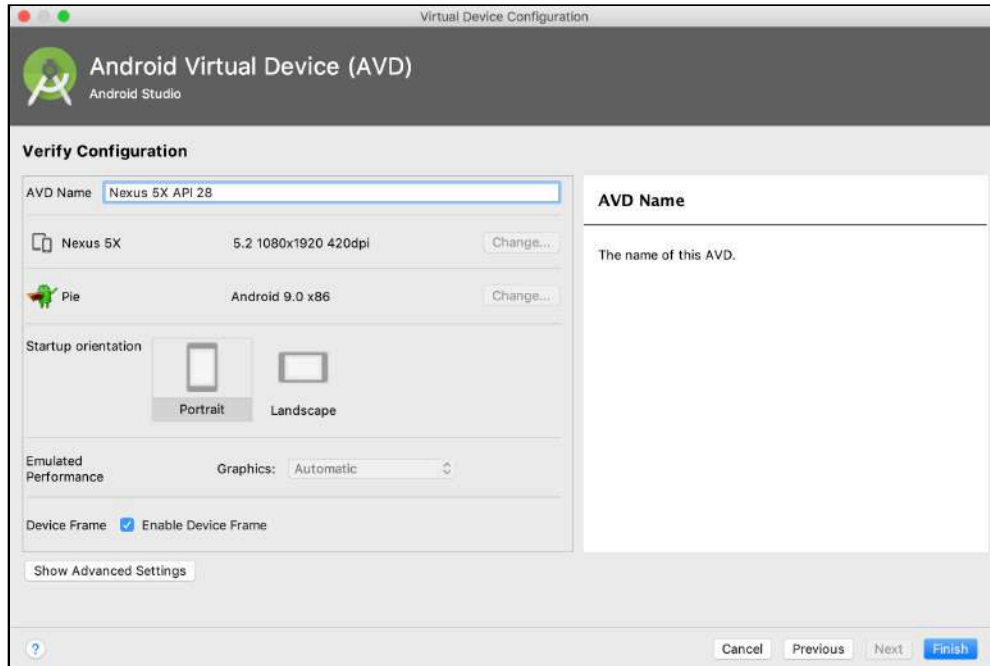 Virtual Device Configuration
Android Virtual Device (AVD)
Android Studio
Verify Configuration
AVD Name Nexus 5X API 28
Nexus 5X 5.2 1080x1920 420dpi Change...
Pie Android 9.0 x86 Change...
Startup orientation
Portrait Landscape
Emulated
Performance
Graphics: Automatic
Device Frame Enable Device Frame
Show Advanced Settings
AVD Name
The name of this AVD.
? Cancel Previous Next Finish